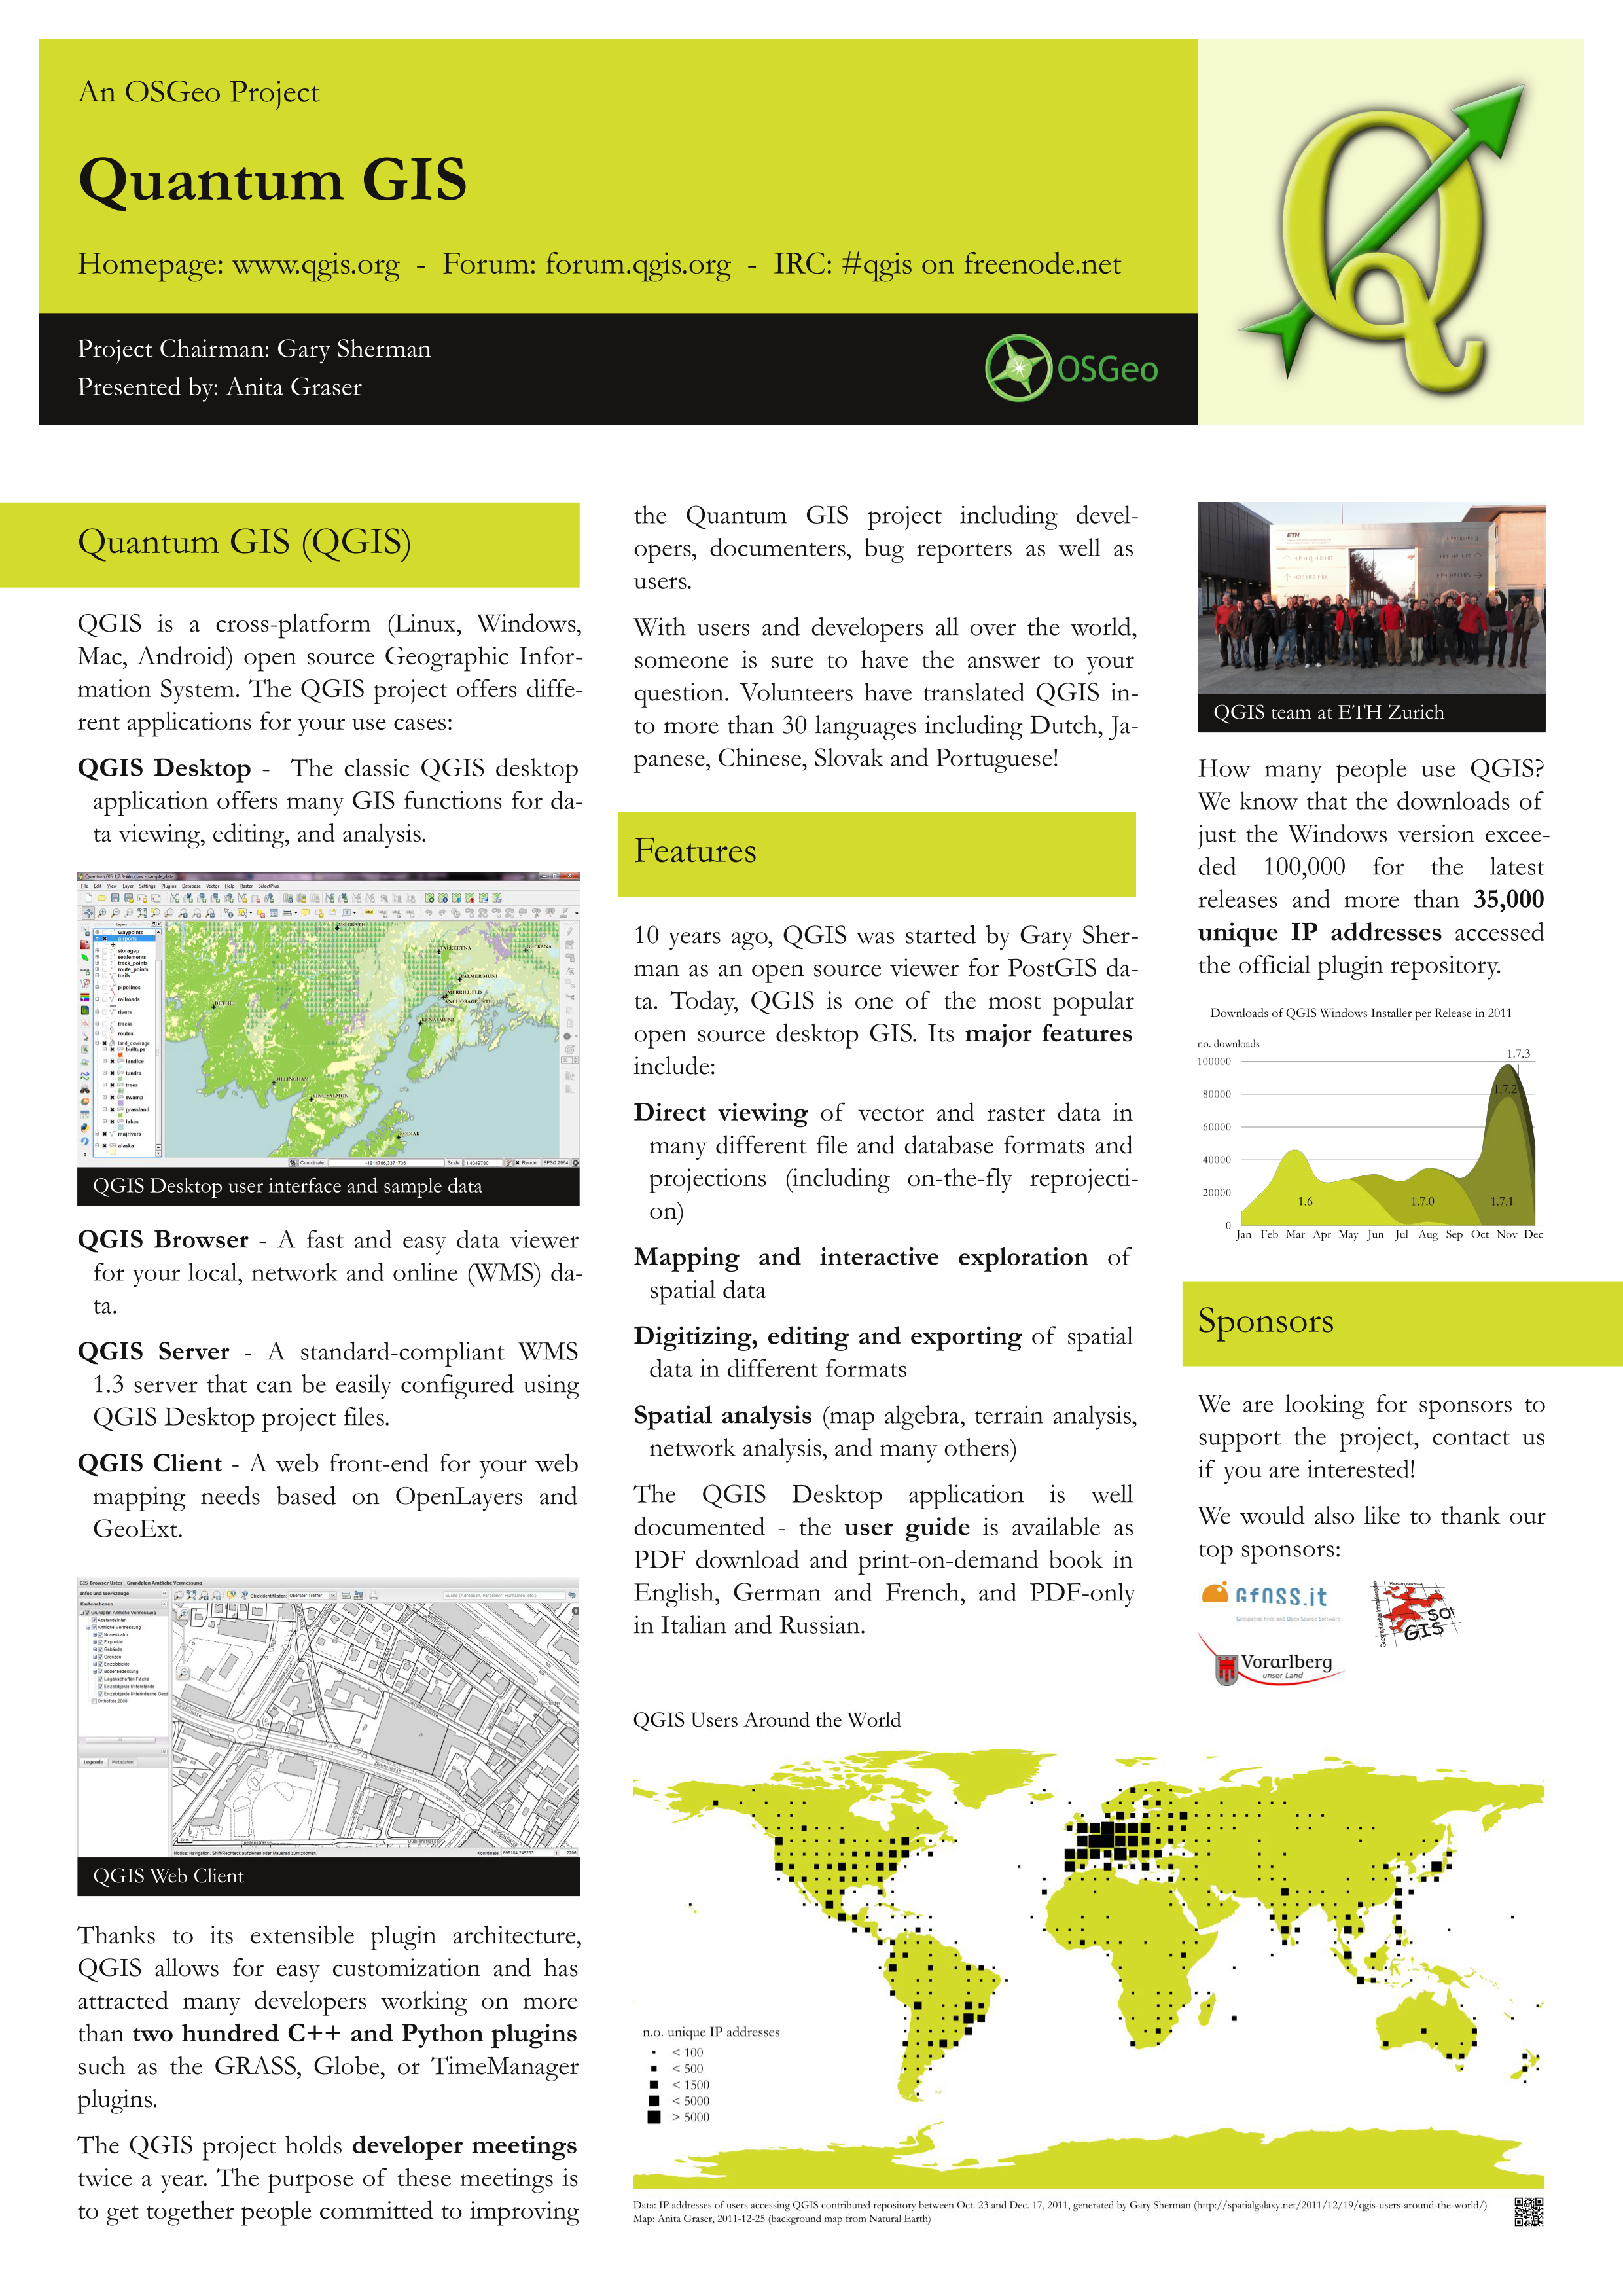 An OSGeo Project
Quantum GIS
Homepage: www.qgis.org - Forum: forum.qgis.org - IRC: #qgis on freenode.net
Project Chairman: Gary Sherman
Presented by: Anita Graser
OSGeo
Quantum GIS (QGIS)
QGIS is a cross-platform (Linux, Windows,
Mac, Android) open source Geographic Infor-
mation System. The QGIS project offers diffe-
rent applications for your use cases:
QGIS Desktop - The classic QGIS desktop
application offers many GIS functions for da-
ta viewing, editing, and analysis.
QGIS Desktop user interface and sample data
QGIS Browser - A fast and easy data viewer
for your local, network and online (WMS) da-
ta.
QGIS Server - A standard-compliant WMS
1.3 server that can be easily configured using
QGIS Desktop project files.
QGIS Client - A web front-end for your web
mapping needs based on OpenLayers and
GeoExt.
QGIS Web Client
Thanks to its extensible plugin architecture,
QGIS allows for easy customization and has
attracted many developers working on more
than two hundred C++ and Python plugins
such as the GRASS, Globe, or TimeManager
plugins.
The QGIS project holds developer meetings
twice a year. The purpose of these meetings is
to get together people committed to improving
the Quantum GIS project including devel-
opers, documenters, bug reporters as well as
users.
With users and developers all over the world,
someone is sure to have the answer to your
question. Volunteers have translated QGIS in-
to more than 30 languages including Dutch, Ja-
panese, Chinese, Slovak and Portuguese!
Features
10 years ago, QGIS was started by Gary Sher-
man as an open source viewer for PostGIS da-
ta. Today, QGIS is one of the most popular
open source desktop GIS. Its major features
include:
Direct viewing of vector and raster data in
many different file and database formats and
projections (including on-the-fly reprojecti-
on)
Mapping and interactive exploration of
spatial data
Digitizing, editing and exporting of spatial
data in different formats
Spatial analysis (map algebra, terrain analysis,
network analysis, and many others)
The QGIS Desktop application is well
documented - the user guide is available as
PDF download and print-on-demand book in
English, German and French, and PDF-only
in Italian and Russian.
ETH
QGIS team at ETH Zurich
How many people use QGIS?
We know that the downloads of
just the Windows version excee-
ded 100,000 for the latest
releases and more than 35,000
unique IP addresses accessed
the official plugin repository.
Downloads of QGIS Windows Installer per Release in 2011
no. downloads
100000
80000
60000
40000
20000
0
1.7.3
1.7.2
1.6
1.7.0
1.7.1
Jan Feb Mar Apr May Jun Jul Aug Sep Oct Nov Dec
Sponsors
We are looking for sponsors to
support the project, contact us
if you are interested!
We would also like to thank our
top sponsors:
GFOSS.it
Geospatial Free and Open Source Software
SO!
GIS
Vorarlberg
unser Land
QGIS Users Around the World
n.o. unique IP addresses
< 100
< 500
< 1500
< 5000
> 5000
Data: IP addresses of users accessing QGIS contributed repository between Oct. 23 and Dec. 17, 2011, generated by Gary Sherman (http://spatialgalaxy.net/2011/12/19/qgis-users-around-the-world/)
Map: Anita Graser, 2011-12-25 (background map from Natural Earth)